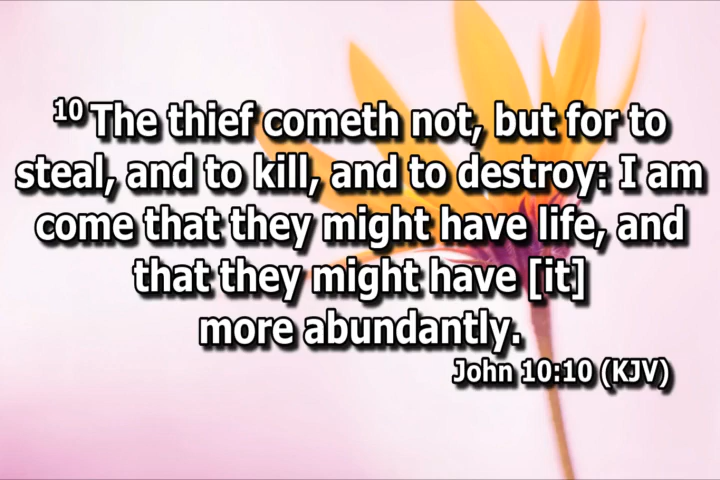 10 The thief cometh not, but for to
steal, and to kill, and to destroy: I am
come that they might have life, and
that they might have [it]
more abundantly.
John 10:10 (KJV)